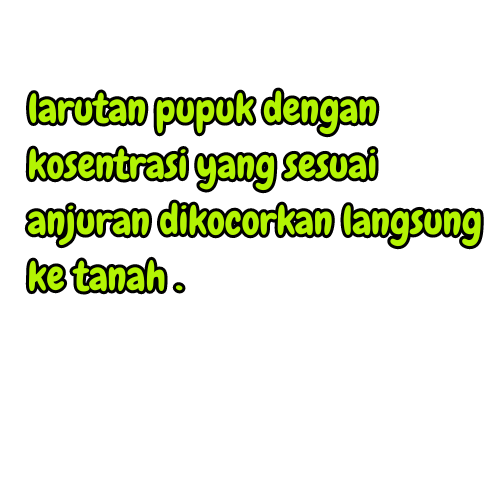 larutan pupuk dengan
kosentrasi yang sesuai
anjuran dikocorkan langsung
ke tanah .